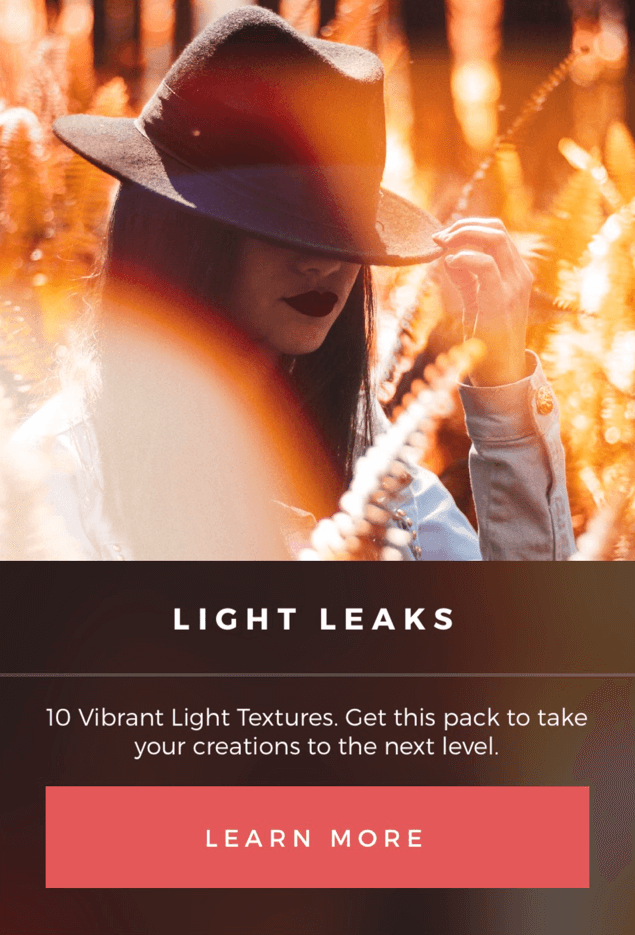 LIGHT LEAKS
10 Vibrant Light Textures. Get this pack to take
your creations to the next level.
LEARN MORE